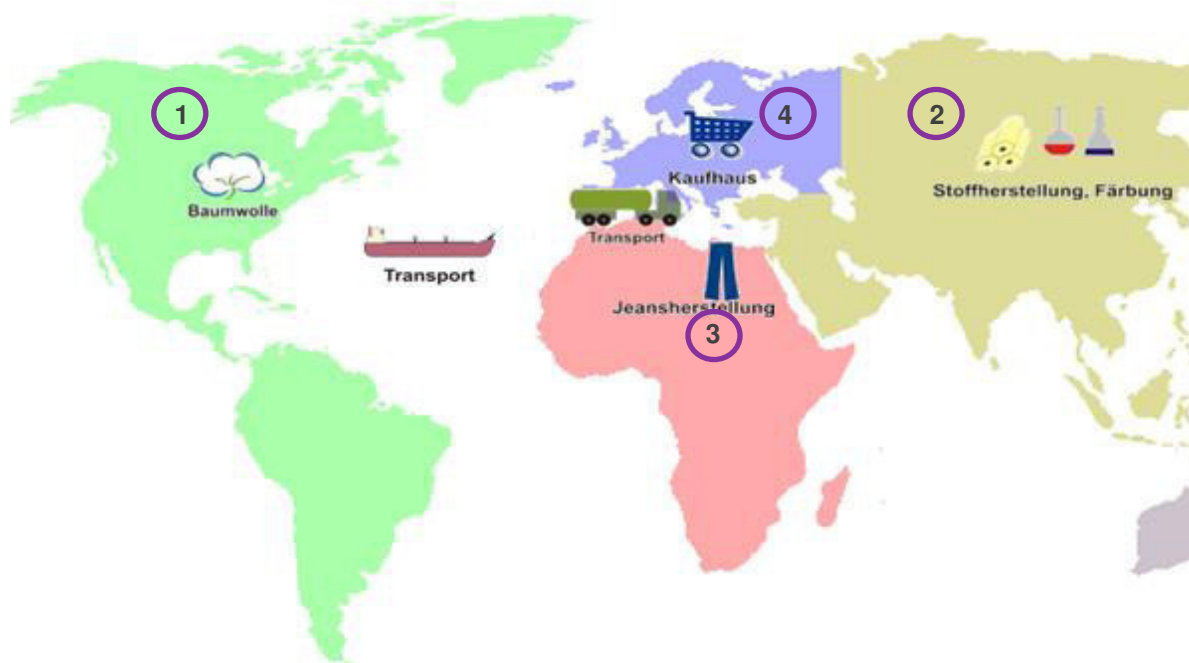 1
4
2
Kaufhaus
Stoffherstellung, Färbung
Baumwolle
Transport
Transport
Jeansherstellung
3